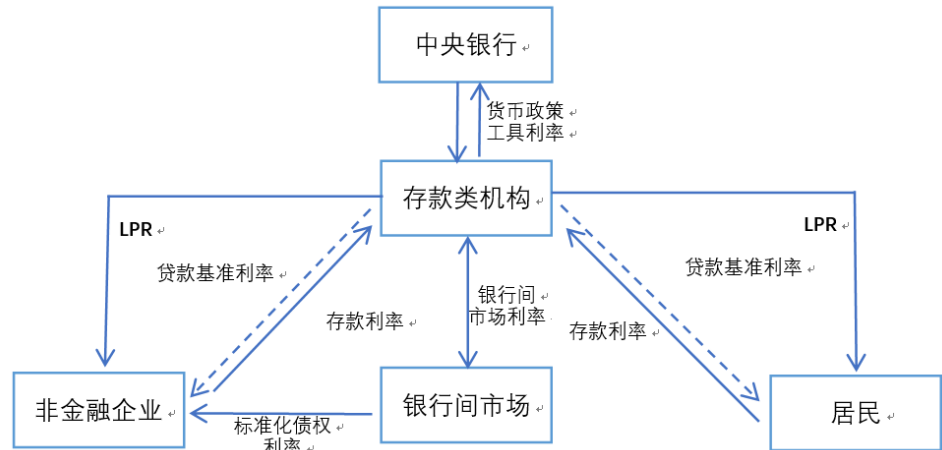 中央银行
货币政策
工具利率
存款类机构
LPR
LPR
贷款基准利率
贷款基准利率
银行间
市场利率
存款利率
存款利率
非金融企业
银行间市场
居民
标准化债权
利率